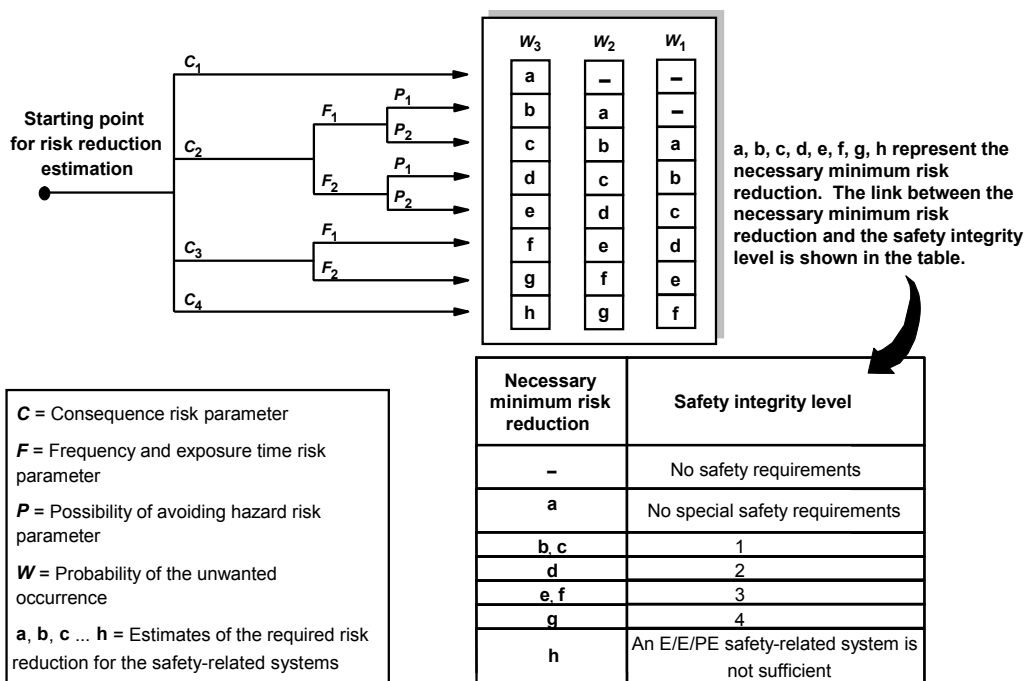 W3 W2 W1
C1
a – –
P1
b a –
F1
P2
c b a
Starting point
for risk reduction
estimation
C2
P1
d c b
F2
P2
e d c
F1
f e d
C3
F2
g f e
C4
h g f
a, b, c, d, e, f, g, h represent the
necessary minimum risk
reduction. The link between the
necessary minimum risk
reduction and the safety integrity
level is shown in the table.
C = Consequence risk parameter
F = Frequency and exposure time risk
parameter
P = Possibility of avoiding hazard risk
parameter
W = Probability of the unwanted
occurrence
a, b, c ... h = Estimates of the required risk
reduction for the safety-related systems
Necessary
minimum risk
reduction
Safety integrity level
– No safety requirements
a No special safety requirements
b, c 1
d 2
e, f 3
g 4
h An E/E/PE safety-related system is
not sufficient